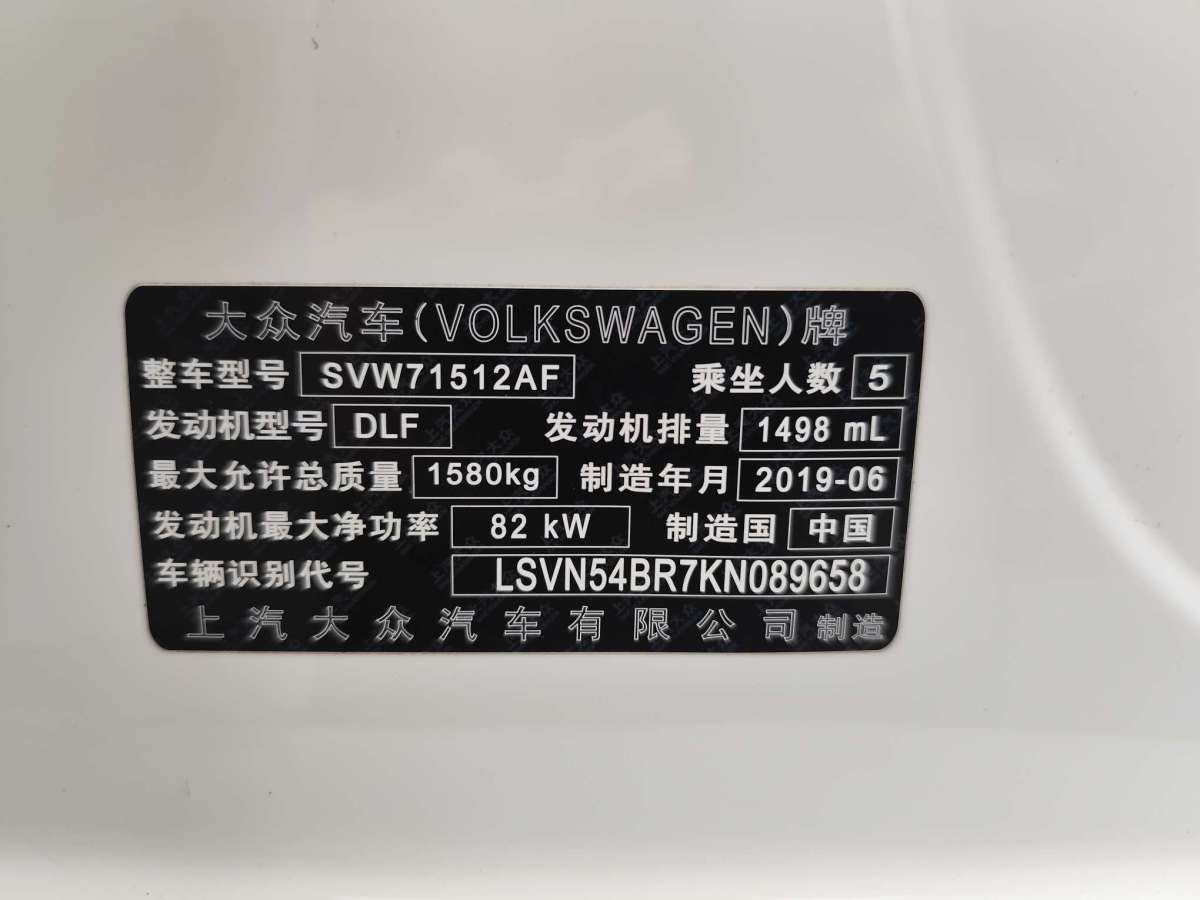 大众汽车(VOLKSWAGEN)牌
整车型号 SVW71512AF 乘坐人数 5
发动机型号 DLF 发动机排量 1498 mL
最大允许总质量 1580kg 制造年月 2019-06
发动机最大净功率 82 kW 制造国 中国
车辆识别代号 LSVN54BR7KN089658
上汽大众汽车有限公司 制造